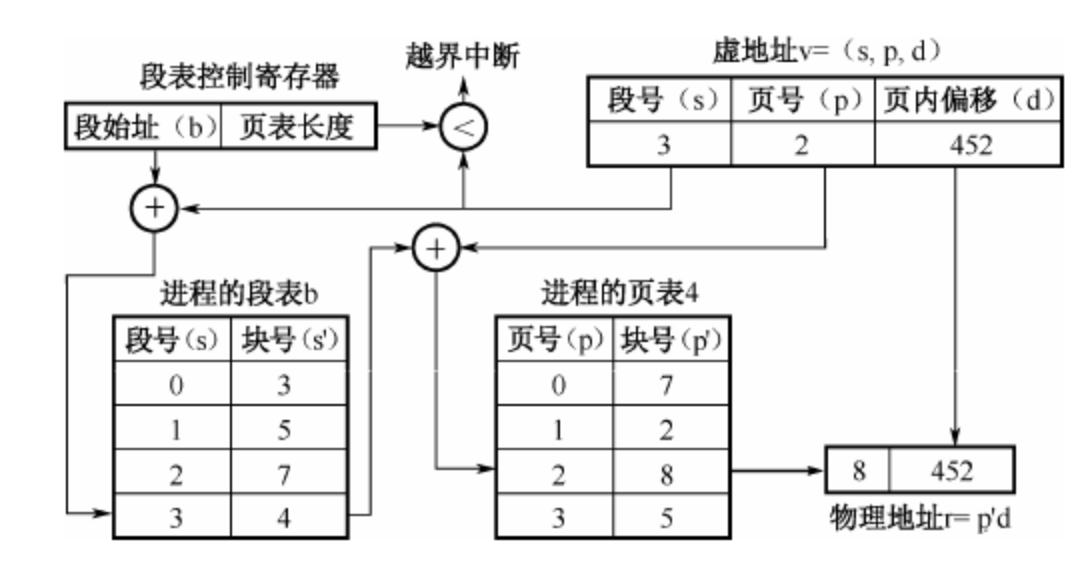 越界中断
虚地址v=（s, p, d）
段表控制寄存器
段号（s） 页号（p） 页内偏移（d）
段始址（b） 页表长度
<
3 2 452
+
+
进程的段表b
进程的页表4
段号（s） 块号（s'）
0 3
1 5
2 7
3 4
页号（p） 块号（p'）
0 7
1 2
2 8
3 5
8 452
物理地址r= p'd